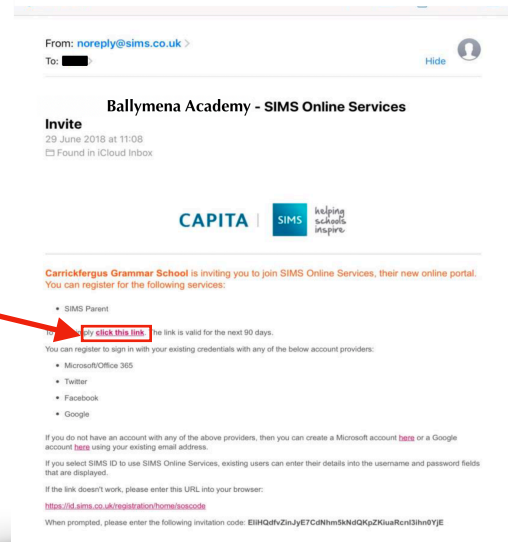 From: noreply@sims.co.uk >
To:
Hide
Ballymena Academy - SIMS Online Services
Invite
29 June 2018 at 11:08
Found in iCloud Inbox
CAPITA
SIMS
helping
schools
inspire
Carrickfergus Grammar School is inviting you to join SIMS Online Services, their new online portal.
You can register for the following services:
• SIMS Parent
click this link. The link is valid for the next 90 days.
You can register to sign in with your existing credentials with any of the below account providers:
• Microsoft/Office 365
• Twitter
• Facebook
• Google
If you do not have an account with any of the above providers, then you can create a Microsoft account here or a Google
account here using your existing email address.
If you select SIMS ID to use SIMS Online Services, existing users can enter their details into the username and password fields
that are displayed.
If the link doesn't work, please enter this URL into your browser:
https://id.sims.co.uk/registration/home/soscode
When prompted, please enter the following invitation code: EliHQdfvZinJyE7CdNhm5kNdQKpZKiuaRcnl3ihn0YjE